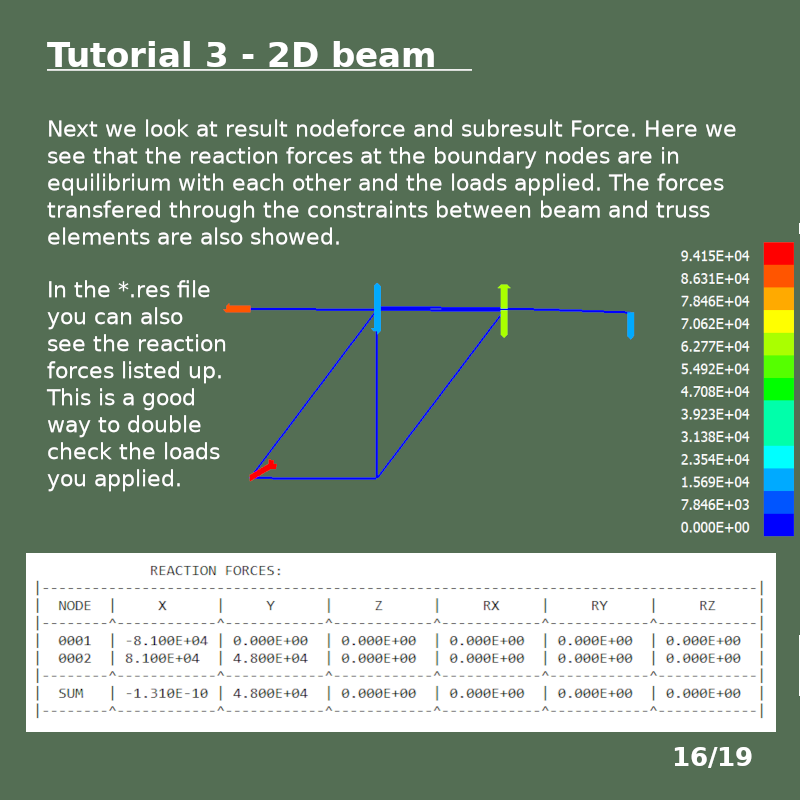 Tutorial 3 - 2D beam
Next we look at result nodeforce and subresult Force. Here we
see that the reaction forces at the boundary nodes are in
equilibrium with each other and the loads applied. The forces
transfered through the constraints between beam and truss
elements are also showed.
In the *.res file
you can also
see the reaction
forces listed up.
This is a good
way to double
check the loads
you applied.
9.415E+04
8.631E+04
7.846E+04
7.062E+04
6.277E+04
5.492E+04
4.708E+04
3.923E+04
3.138E+04
2.354E+04
1.569E+04
7.846E+03
0.000E+00
REACTION FORCES:
|--------------------------------------------------------------------------------------|
| NODE | X | Y | Z | RX | RY | RZ |
|--------^------------^------------^------------^------------^------------^------------|
| 0001 | -8.100E+04 | 0.000E+00 | 0.000E+00 | 0.000E+00 | 0.000E+00 | 0.000E+00 |
| 0002 | 8.100E+04 | 4.800E+04 | 0.000E+00 | 0.000E+00 | 0.000E+00 | 0.000E+00 |
|--------^------------^------------^------------^------------^------------^------------|
| SUM | -1.310E-10 | 4.800E+04 | 0.000E+00 | 0.000E+00 | 0.000E+00 | 0.000E+00 |
|--------^------------^------------^------------^------------^------------^------------|
16/19